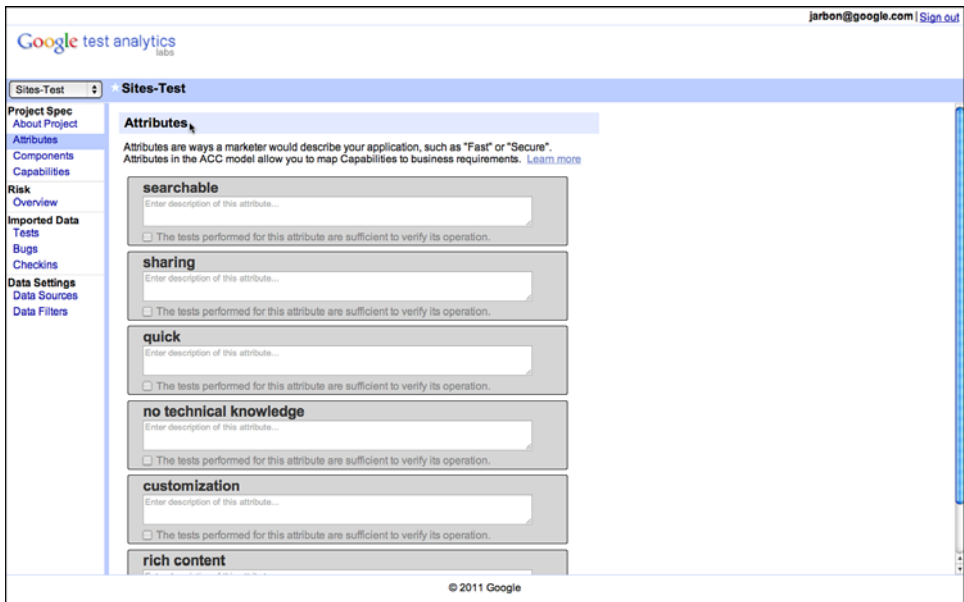 jarbon@google.com | Sign out
Google test analytics
labs
Sites-Test
Sites-Test
Project Spec
About Project
Attributes
Components
Capabilities
Risk
Overview
Imported Data
Tests
Bugs
Checkins
Data Settings
Data Sources
Data Filters
Attributes
Attributes are ways a marketer would describe your application, such as "Fast" or "Secure".
Attributes in the ACC model allow you to map Capabilities to business requirements. Learn more
searchable
Enter description of this attribute...
The tests performed for this attribute are sufficient to verify its operation.
sharing
Enter description of this attribute...
The tests performed for this attribute are sufficient to verify its operation.
quick
Enter description of this attribute...
The tests performed for this attribute are sufficient to verify its operation.
no technical knowledge
Enter description of this attribute...
The tests performed for this attribute are sufficient to verify its operation.
customization
Enter description of this attribute...
The tests performed for this attribute are sufficient to verify its operation.
rich content
© 2011 Google